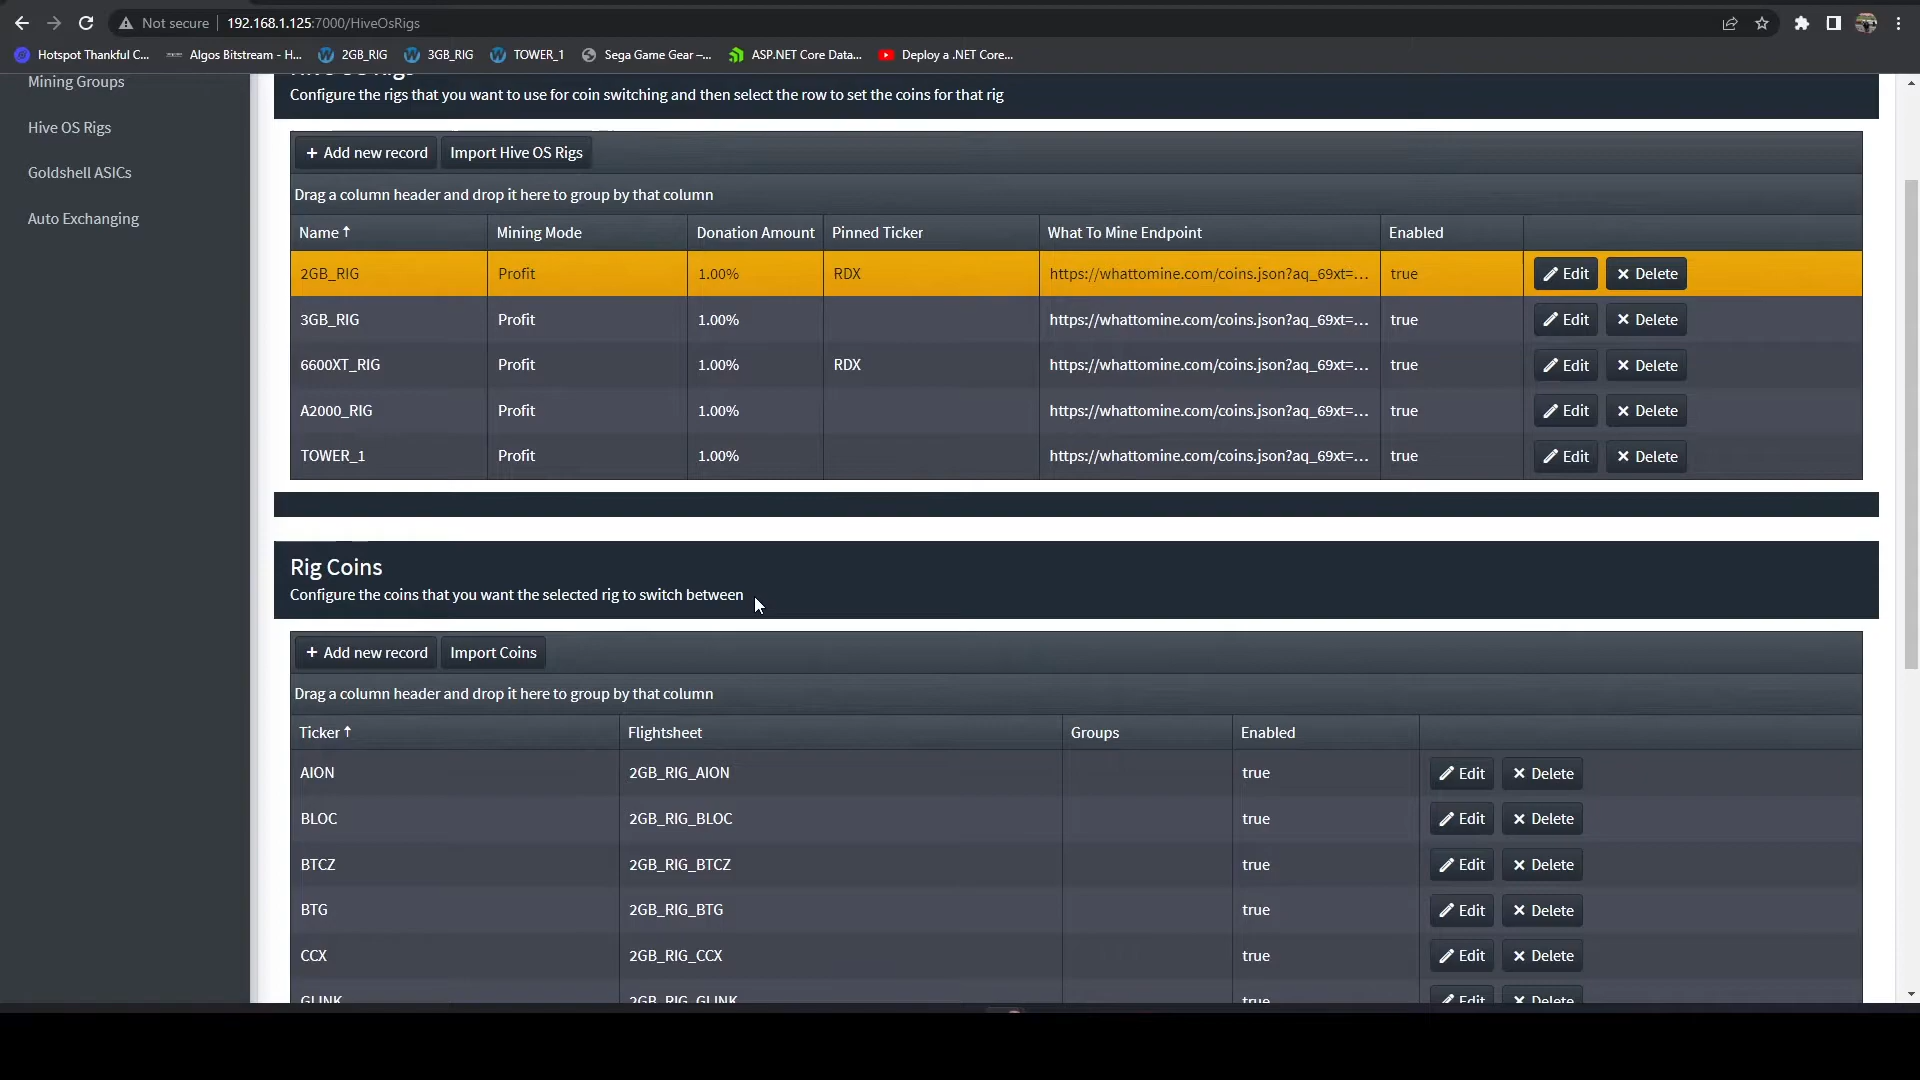 Not secure 192.168.1.125:7000/HiveOsRigs
Hotspot Thankful C... Algos Bitstream - H... 2GB_RIG 3GB_RIG TOWER_1 Sega Game Gear –... ASP.NET Core Data... Deploy a .NET Core...
Mining Groups
Hive OS Rigs
Goldshell ASICs
Auto Exchanging
Hive OS Rigs
Configure the rigs that you want to use for coin switching and then select the row to set the coins for that rig
+ Add new record Import Hive OS Rigs
Drag a column header and drop it here to group by that column
Name ↑ Mining Mode Donation Amount Pinned Ticker What To Mine Endpoint Enabled
2GB_RIG Profit 1.00% RDX https://whattomine.com/coins.json?aq_69xt=... true Edit Delete
3GB_RIG Profit 1.00% https://whattomine.com/coins.json?aq_69xt=... true Edit Delete
6600XT_RIG Profit 1.00% RDX https://whattomine.com/coins.json?aq_69xt=... true Edit Delete
A2000_RIG Profit 1.00% https://whattomine.com/coins.json?aq_69xt=... true Edit Delete
TOWER_1 Profit 1.00% https://whattomine.com/coins.json?aq_69xt=... true Edit Delete
Rig Coins
Configure the coins that you want the selected rig to switch between
+ Add new record Import Coins
Drag a column header and drop it here to group by that column
Ticker ↑ Flightsheet Groups Enabled
AION 2GB_RIG_AION true Edit Delete
BLOC 2GB_RIG_BLOC true Edit Delete
BTCZ 2GB_RIG_BTCZ true Edit Delete
BTG 2GB_RIG_BTG true Edit Delete
CCX 2GB_RIG_CCX true Edit Delete
GLINK 2GB_RIG_GLINK true Edit Delete